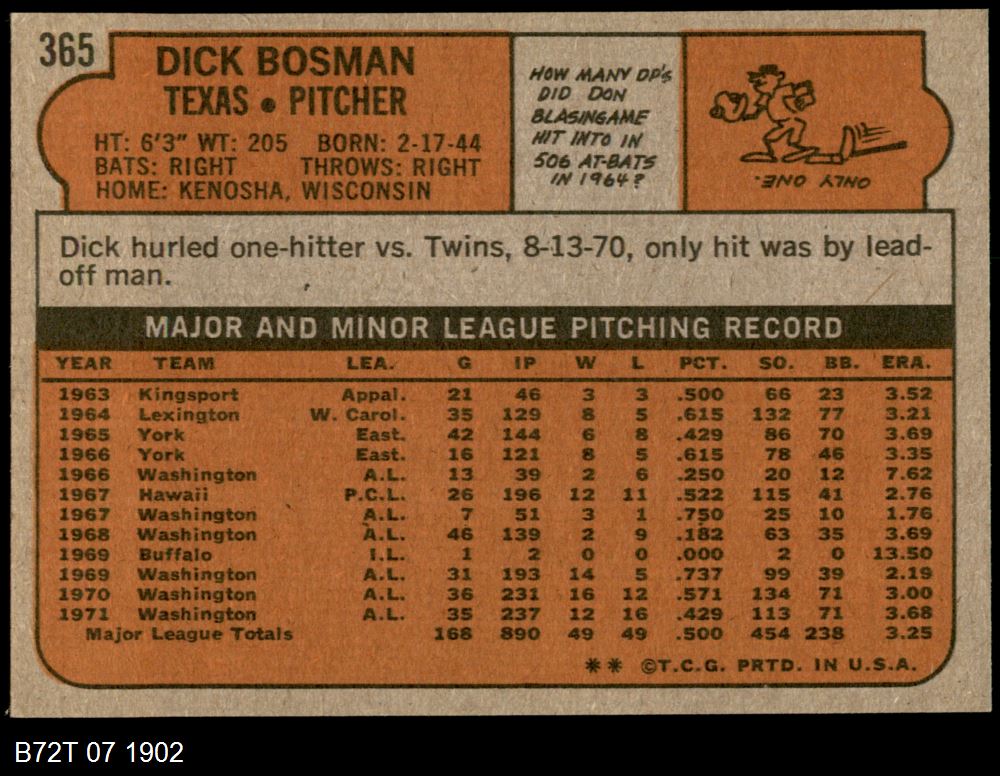 365
DICK BOSMAN
TEXAS • PITCHER
HT: 6'3" WT: 205 BORN: 2-17-44
BATS: RIGHT THROWS: RIGHT
HOME: KENOSHA, WISCONSIN
HOW MANY DP's
DID DON
BLASINGAME
HIT INTO IN
506 AT-BATS
IN 1964?
"ONLY ONE."
Dick hurled one-hitter vs. Twins, 8-13-70, only hit was by lead-
off man.
MAJOR AND MINOR LEAGUE PITCHING RECORD
YEAR TEAM LEA. G IP W L PCT. SO. BB. ERA.
1963 Kingsport Appal. 21 46 3 3 .500 66 23 3.52
1964 Lexington W. Carol. 35 129 8 5 .615 132 77 3.21
1965 York East. 42 144 6 8 .429 86 70 3.69
1966 York East. 16 121 8 5 .615 78 46 3.35
1966 Washington A.L. 13 39 2 6 .250 20 12 7.62
1967 Hawaii P.C.L. 26 196 12 11 .522 115 41 2.76
1967 Washington A.L. 7 51 3 1 .750 25 10 1.76
1968 Washington A.L. 46 139 2 9 .182 63 35 3.69
1969 Buffalo I.L. 1 2 0 0 .000 2 0 13.50
1969 Washington A.L. 31 193 14 5 .737 99 39 2.19
1970 Washington A.L. 36 231 16 12 .571 134 71 3.00
1971 Washington A.L. 35 237 12 16 .429 113 71 3.68
Major League Totals 168 890 49 49 .500 454 238 3.25
** ©T.C.G. PRTD. IN U.S.A.
B72T 07 1902